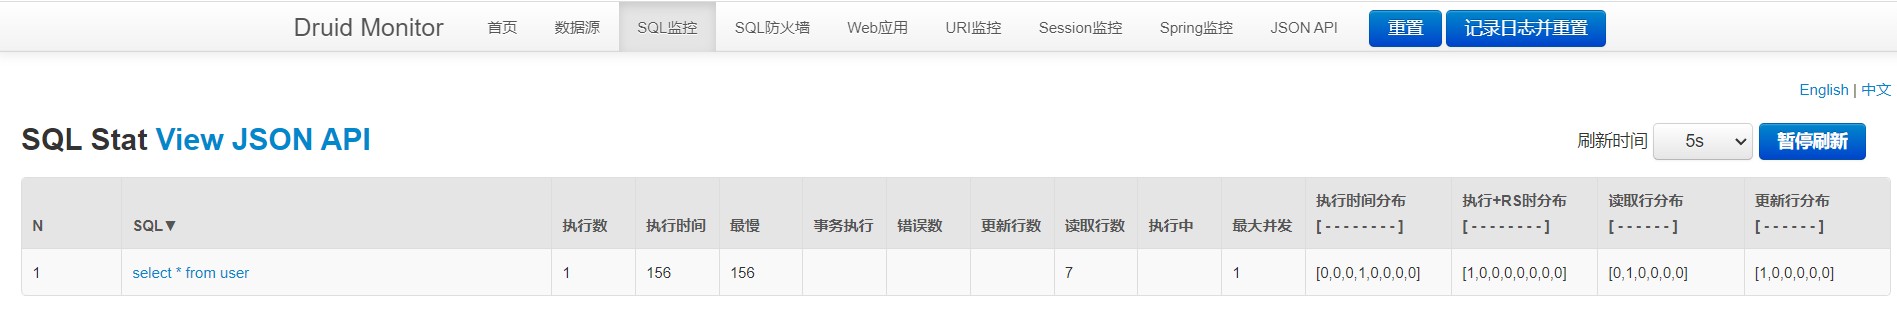 Druid Monitor 首页 数据源 SQL监控 SQL防火墙 Web应用 URI监控 Session监控 Spring监控 JSON API 重置 记录日志并重置
English | 中文
SQL Stat View JSON API 刷新时间 5s 暂停刷新
N SQL▼ 执行数 执行时间 最慢 事务执行 错误数 更新行数 读取行数 执行中 最大并发 执行时间分布 执行+RS时分布 读取行分布 更新行分布
[ - - - - - - - - ] [ - - - - - - - - ] [ - - - - - - ] [ - - - - - - ]
1 select * from user 1 156 156 7 1 [0,0,0,1,0,0,0,0] [1,0,0,0,0,0,0,0] [0,1,0,0,0,0] [1,0,0,0,0,0]